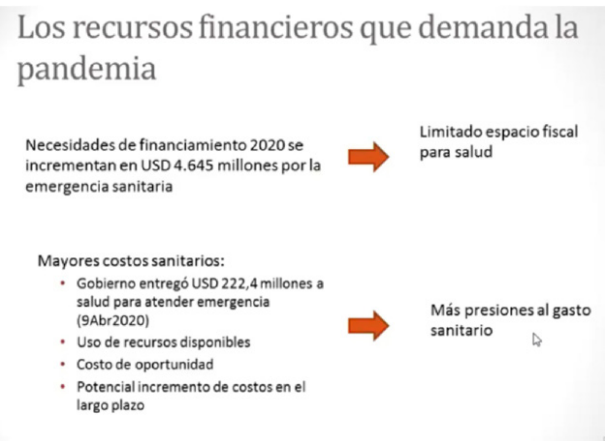 Los recursos financieros que demanda la
pandemia
Necesidades de financiamiento 2020 se
incrementan en USD 4.645 millones por la
emergencia sanitaria
Limitado espacio fiscal
para salud
Mayores costos sanitarios:
• Gobierno entregó USD 222,4 millones a
salud para atender emergencia
(9Abr2020)
• Uso de recursos disponibles
• Costo de oportunidad
• Potencial incremento de costos en el
largo plazo
Más presiones al gasto
sanitario